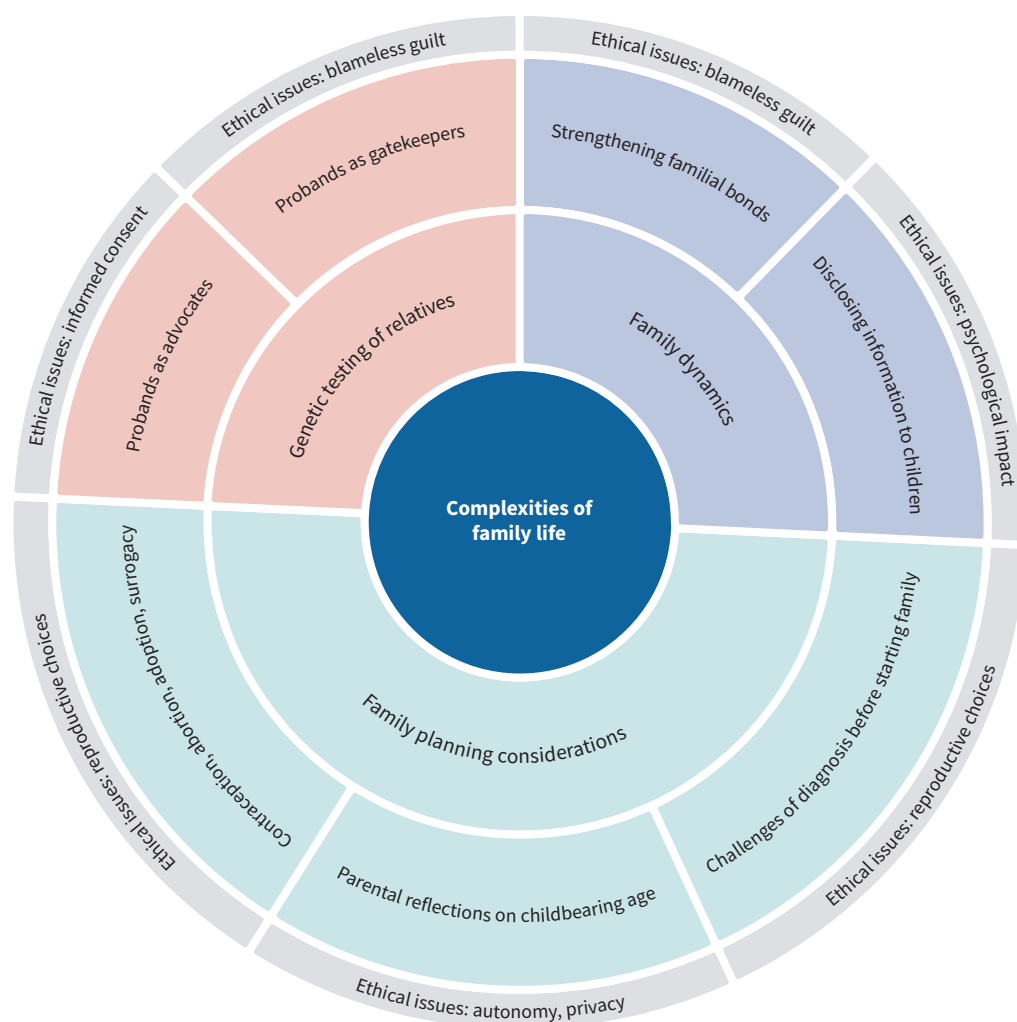 Ethical issues: blameless guilt
Ethical issues: blameless guilt
Probands as gatekeepers
Strengthening familial bonds
Ethical issues: informed consent
Ethical issues: psychological impact
Probands as advocates
Disclosing information to children
Genetic testing of relatives
Family dynamics
Complexities of
family life
Contraception, abortion, adoption, surrogacy
Challenges of diagnosis before starting family
Ethical issues: reproductive choices
Ethical issues: reproductive choices
Family planning considerations
Parental reflections on childbearing age
Ethical issues: autonomy, privacy